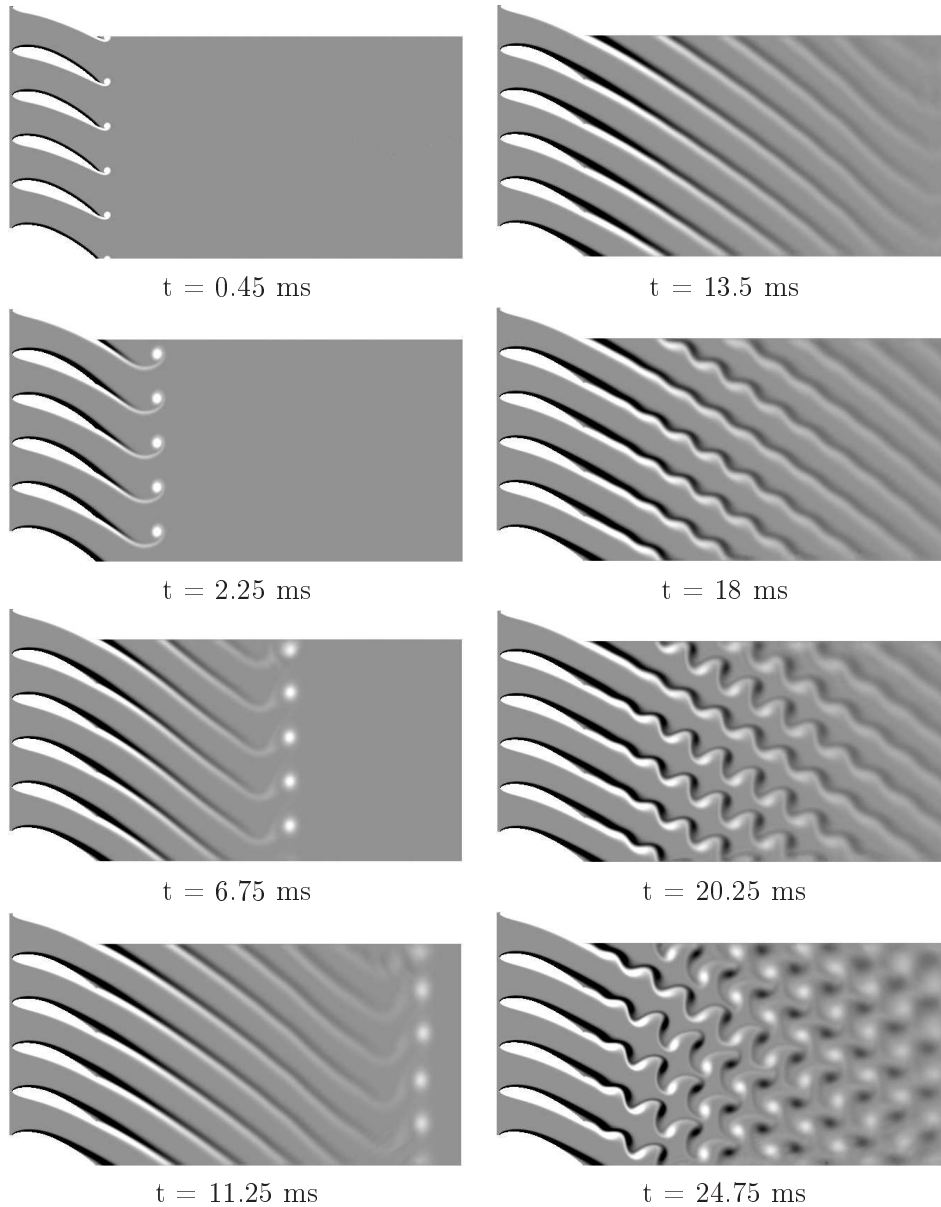 t = 0.45 ms
t = 13.5 ms
t = 2.25 ms
t = 18 ms
t = 6.75 ms
t = 20.25 ms
t = 11.25 ms
t = 24.75 ms